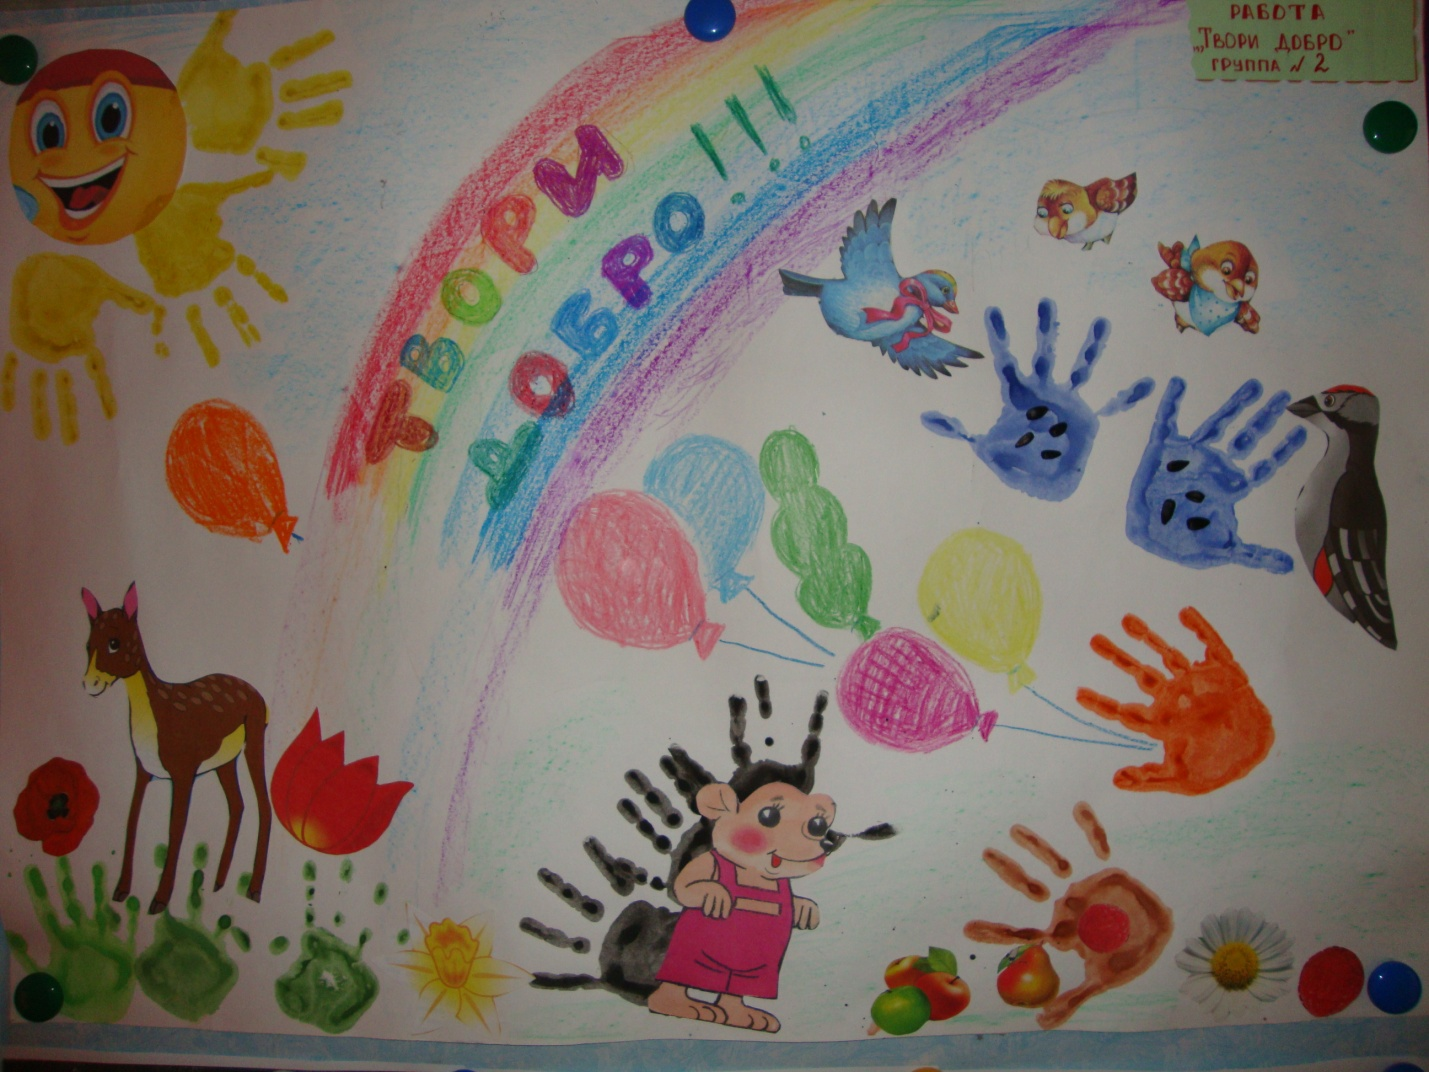 РАБОТА
„ТВОРИ ДОБРО"
ГРУППА № 2
ТВОРИ
ДОБРО!!!